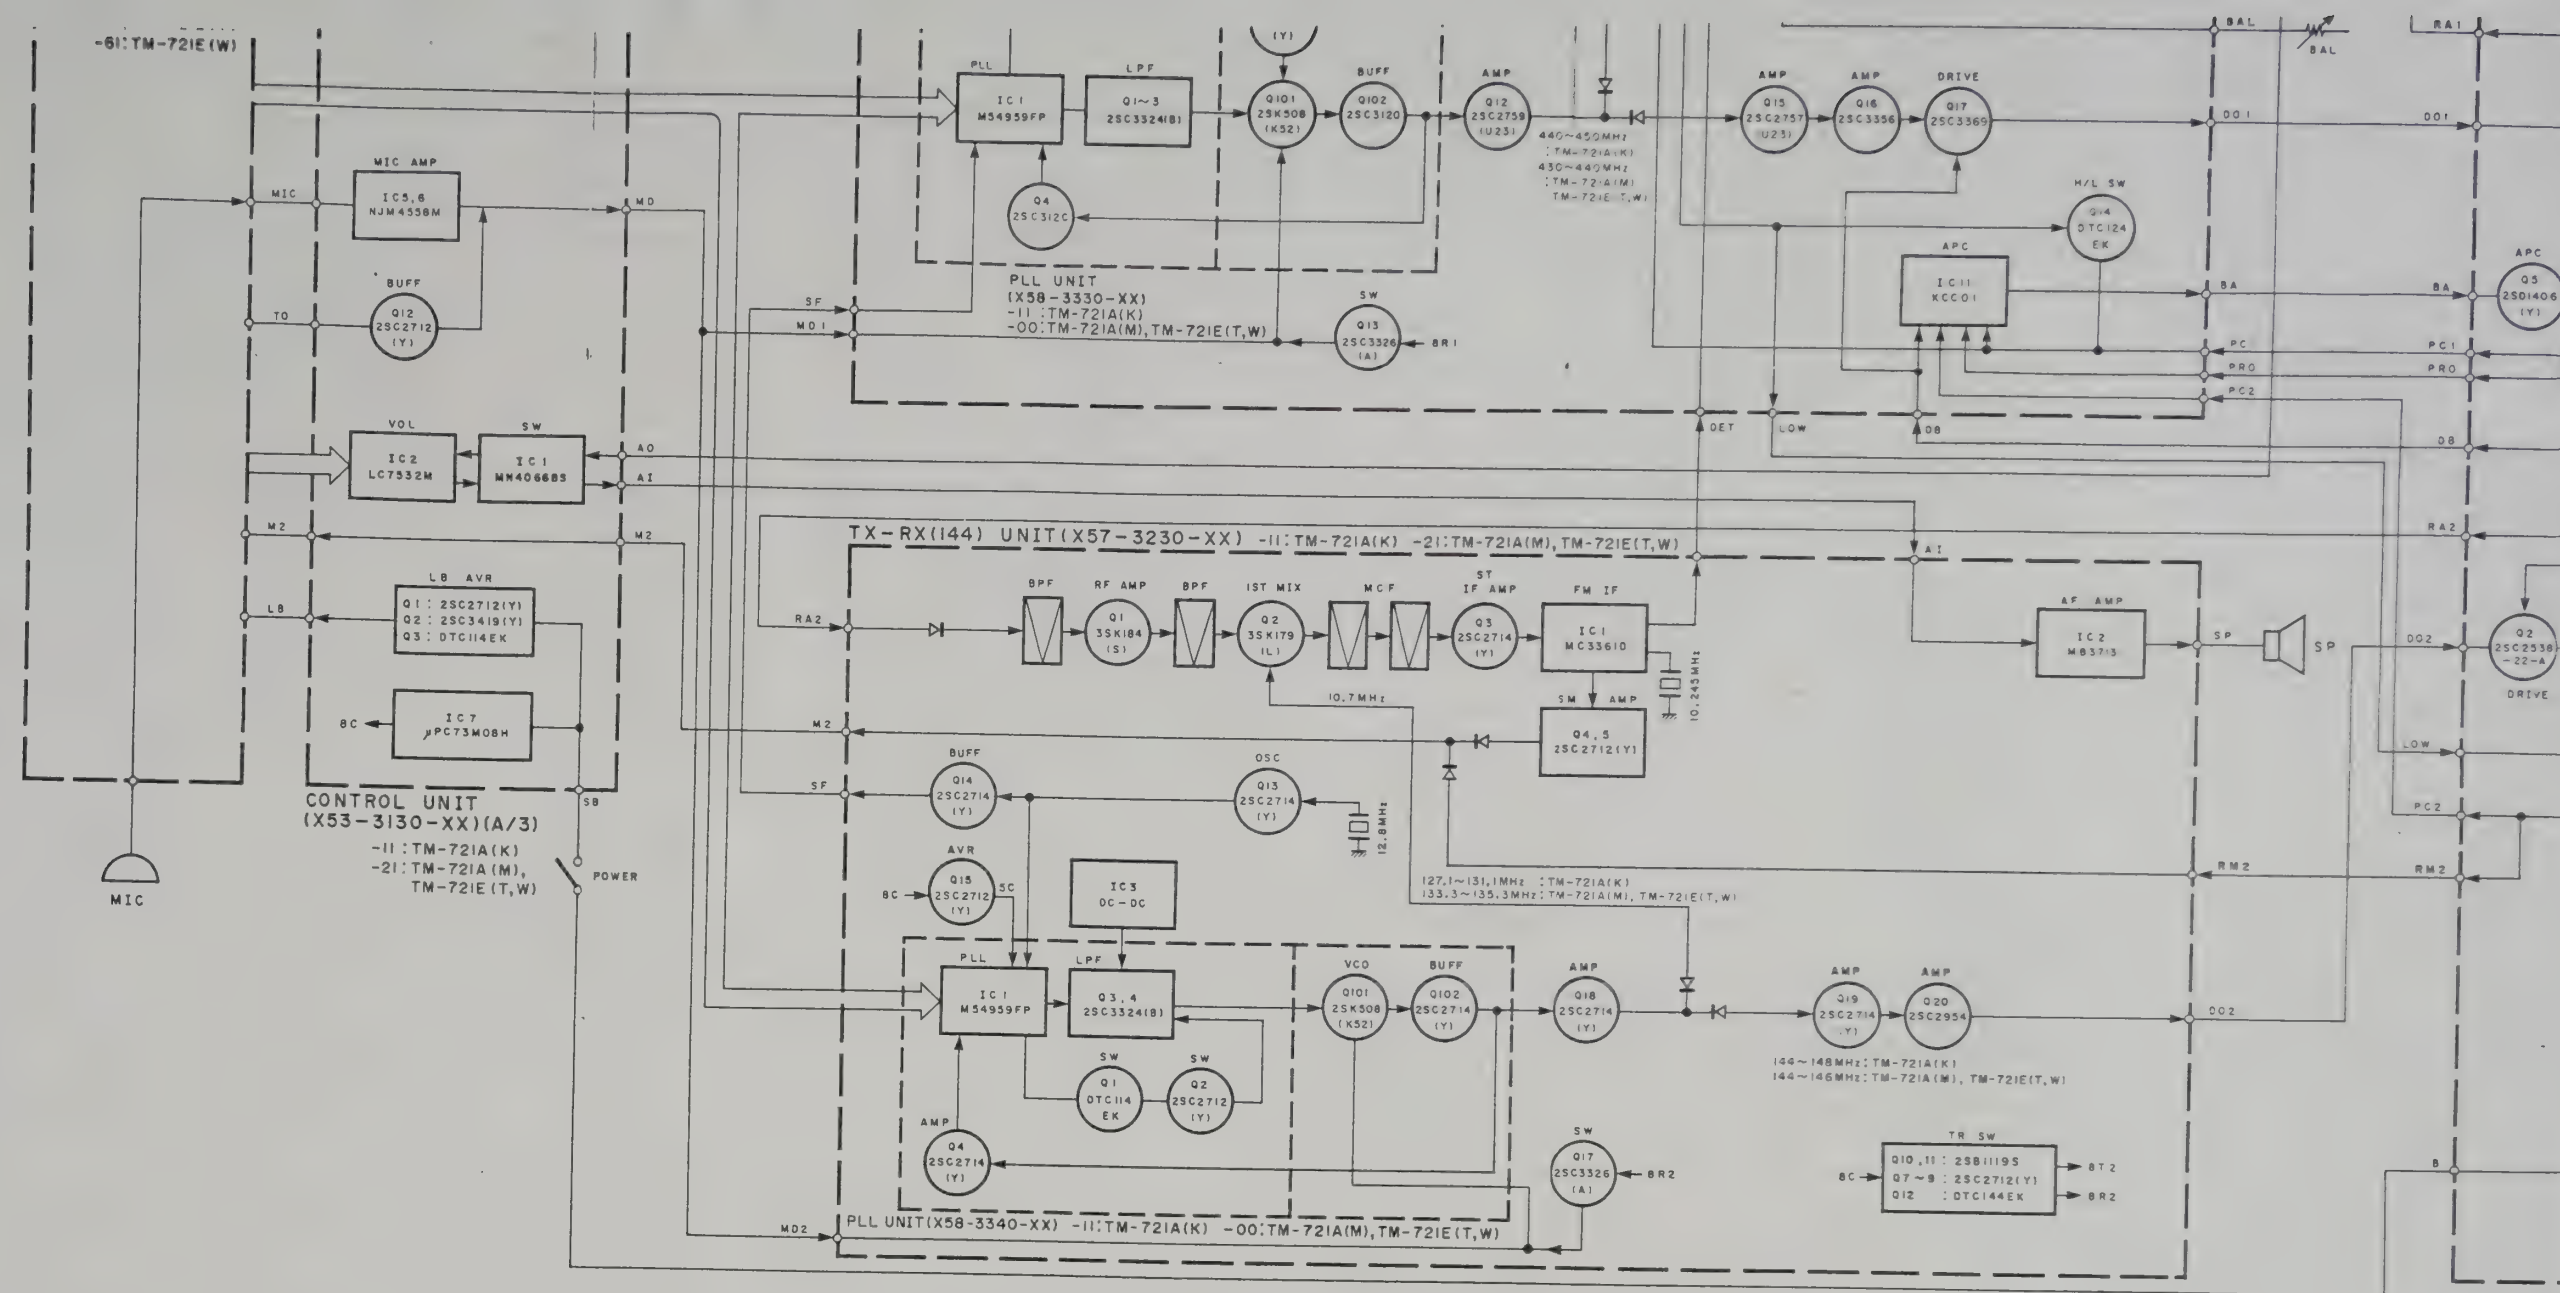 -61:TM-721E(W)
BAL
BAL
RA1
(Y)
PLL
IC1
M54959FP
LPF
Q1~3
2SC3324(B)
Q101
2SK508
(K52)
BUFF
Q102
2SC3120
AMP
Q12
2SC2759
(U23)
440~450MHz
:TM-721A(K)
430~440MHz
:TM-721A(M)
TM-721E(T,W)
AMP
Q15
2SC2757
(U23)
AMP
Q16
2SC3356
DRIVE
Q17
2SC3369
DO1
DO1
MIC
MIC AMP
IC5,6
NJM4558M
MD
Q4
2SC3120
H/L SW
Q14
DTC124
EK
APC
IC11
KCC01
BA
BA
APC
Q5
2SD1406
(Y)
TO
BUFF
Q12
2SC2712
(Y)
SF
MD1
PLL UNIT
(X58-3330-XX)
-11:TM-721A(K)
-00:TM-721A(M),TM-721E(T,W)
SW
Q13
2SC3326
(A)
8R1
PC
PC1
PRO
PRO
PC2
VOL
IC2
LC7532M
SW
IC1
MN4066BS
AO
AI
DET
LOW
D8
D8
M2
M2
TX-RX(144) UNIT(X57-3230-XX) -11:TM-721A(K) -21:TM-721A(M),TM-721E(T,W)
AI
RA2
LB AVR
Q1: 2SC2712(Y)
Q2: 2SC3419(Y)
Q3: DTC114EK
L8
RA2
BPF
RF AMP
Q1
3SK184
(S)
BPF
1ST MIX
Q2
3SK179
(L)
MCF
ST
IF AMP
Q3
2SC2714
(Y)
FM IF
IC1
MC33610
10.245MHz
AF AMP
IC2
MB3713
SP
SP
DO2
Q2
2SC2538
-22-A
DRIVE
8C
IC7
μPC73M08H
M2
10.7MHz
SM AMP
Q4,5
2SC2712(Y)
LOW
SB
CONTROL UNIT
(X53-3130-XX)(A/3)
-11:TM-721A(K)
-21:TM-721A(M),
TM-721E(T,W)
POWER
MIC
SF
BUFF
Q14
2SC2714
(Y)
OSC
Q13
2SC2714
(Y)
12.8MHz
PC2
RM2
RM2
AVR
8C
Q15
2SC2712
(Y)
5C
IC3
DC-DC
127.1~131.1MHz :TM-721A(K)
133.3~135.3MHz:TM-721A(M), TM-721E(T,W)
PLL
IC1
M54959FP
LPF
Q3,4
2SC3324(B)
VCO
Q101
2SK508
(K52)
BUFF
Q102
2SC2714
(Y)
AMP
Q18
2SC2714
(Y)
AMP
Q19
2SC2714
(Y)
AMP
Q20
2SC2954
DO2
SW
Q1
DTC114
EK
SW
Q2
2SC2712
(Y)
144~148MHz:TM-721A(K)
144~146MHz:TM-721A(M), TM-721E(T,W)
AMP
Q4
2SC2714
(Y)
SW
Q17
2SC3326
(A)
8R2
TR SW
8C
Q10,11: 2SB1119S
Q7~9: 2SC2712(Y)
Q12 :DTC144EK
8T2
8R2
B
MD2
PLL UNIT(X58-3340-XX) -11:TM-721A(K) -00:TM-721A(M),TM-721E(T,W)